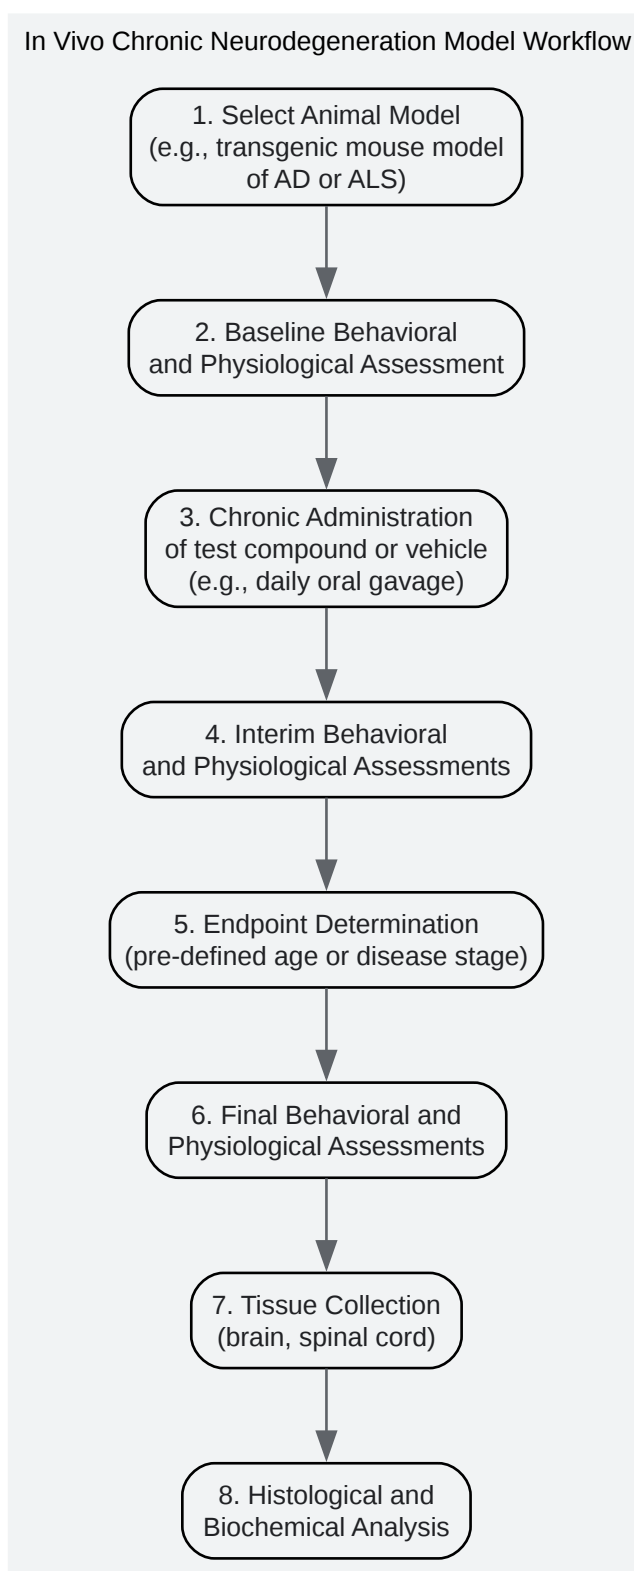 In Vivo Chronic Neurodegeneration Model Workflow
1. Select Animal Model
(e.g., transgenic mouse model
of AD or ALS)
2. Baseline Behavioral
and Physiological Assessment
3. Chronic Administration
of test compound or vehicle
(e.g., daily oral gavage)
4. Interim Behavioral
and Physiological Assessments
5. Endpoint Determination
(pre-defined age or disease stage)
6. Final Behavioral and
Physiological Assessments
7. Tissue Collection
(brain, spinal cord)
8. Histological and
Biochemical Analysis